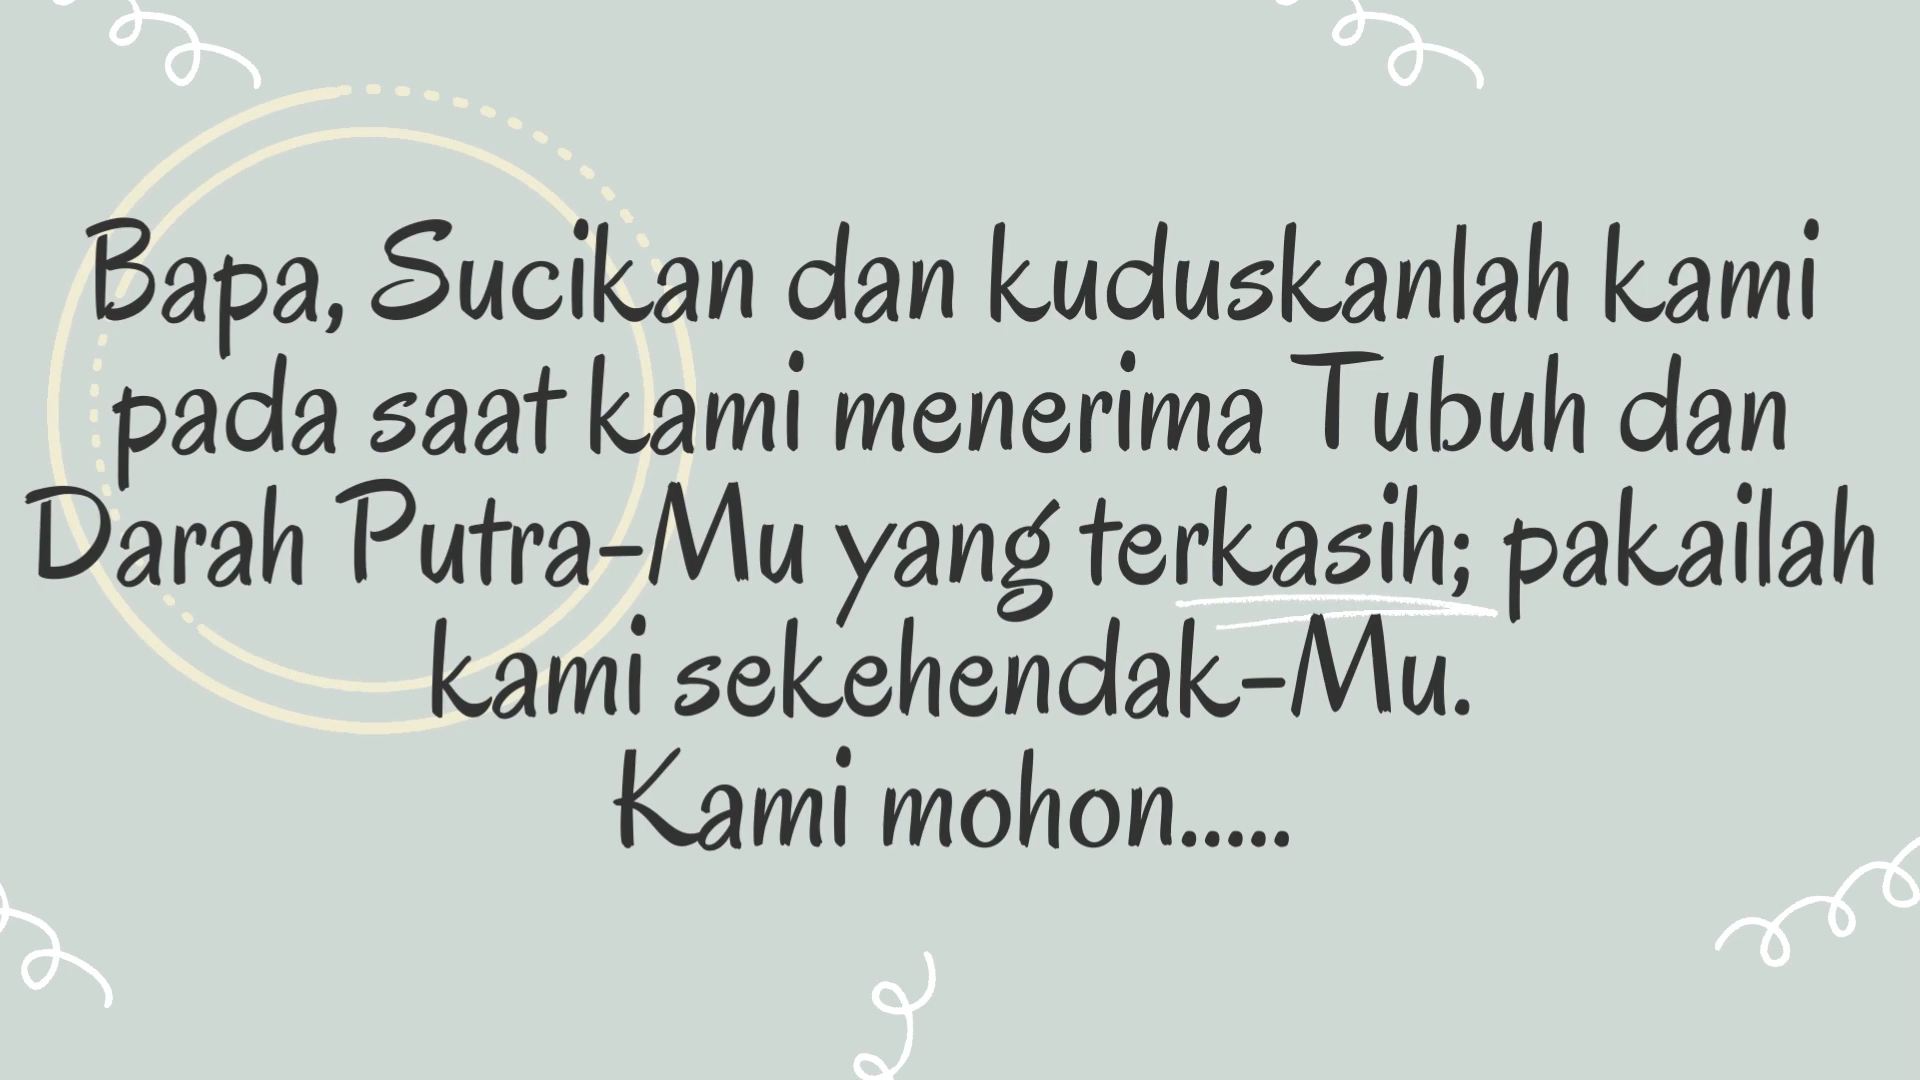 Bapa, Sucikan dan kuduskanlah kami
pada saat kami menerima Tubuh dan
Darah Putra-Mu yang terkasih; pakailah
kami sekehendak-Mu.
Kami mohon.....